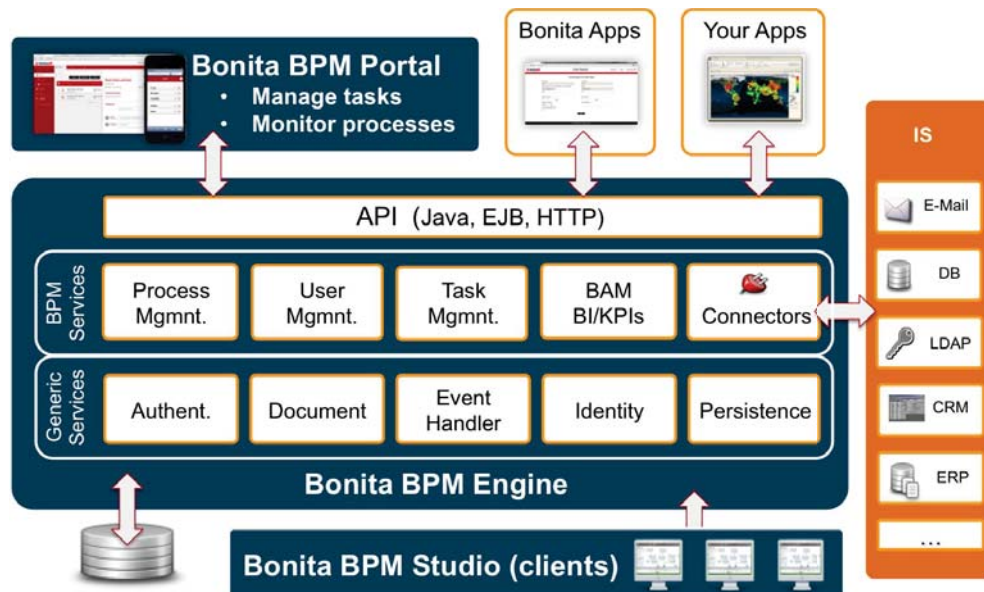 Bonita BPM Portal
• Manage tasks
• Monitor processes
Bonita Apps
Your Apps
IS
E-Mail
DB
LDAP
CRM
ERP
...
API (Java, EJB, HTTP)
BPM
Services
Process
Mgmnt.
User
Mgmnt.
Task
Mgmnt.
BAM
BI/KPIs
Connectors
Generic
Services
Authent.
Document
Event
Handler
Identity
Persistence
Bonita BPM Engine
Bonita BPM Studio (clients)